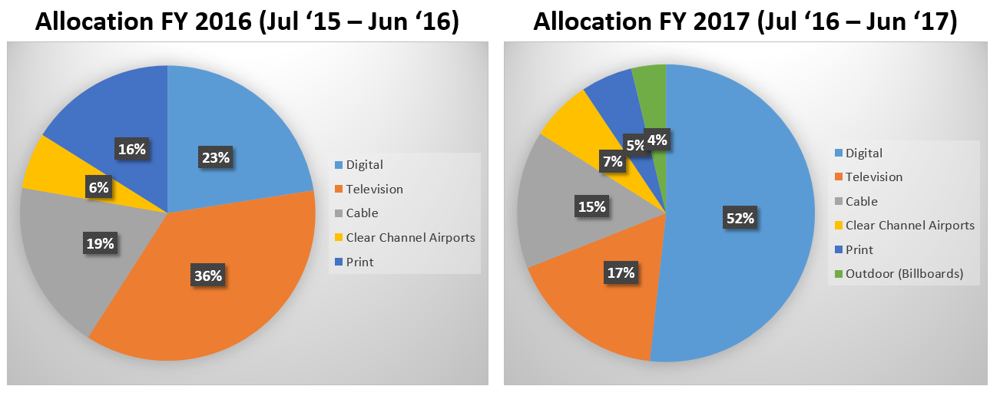 Allocation FY 2016 (Jul ‘15 – Jun ‘16)
16%
23%
6%
19%
36%
Digital
Television
Cable
Clear Channel Airports
Print
Allocation FY 2017 (Jul ‘16 – Jun ‘17)
5%
4%
7%
15%
52%
17%
Digital
Television
Cable
Clear Channel Airports
Print
Outdoor (Billboards)